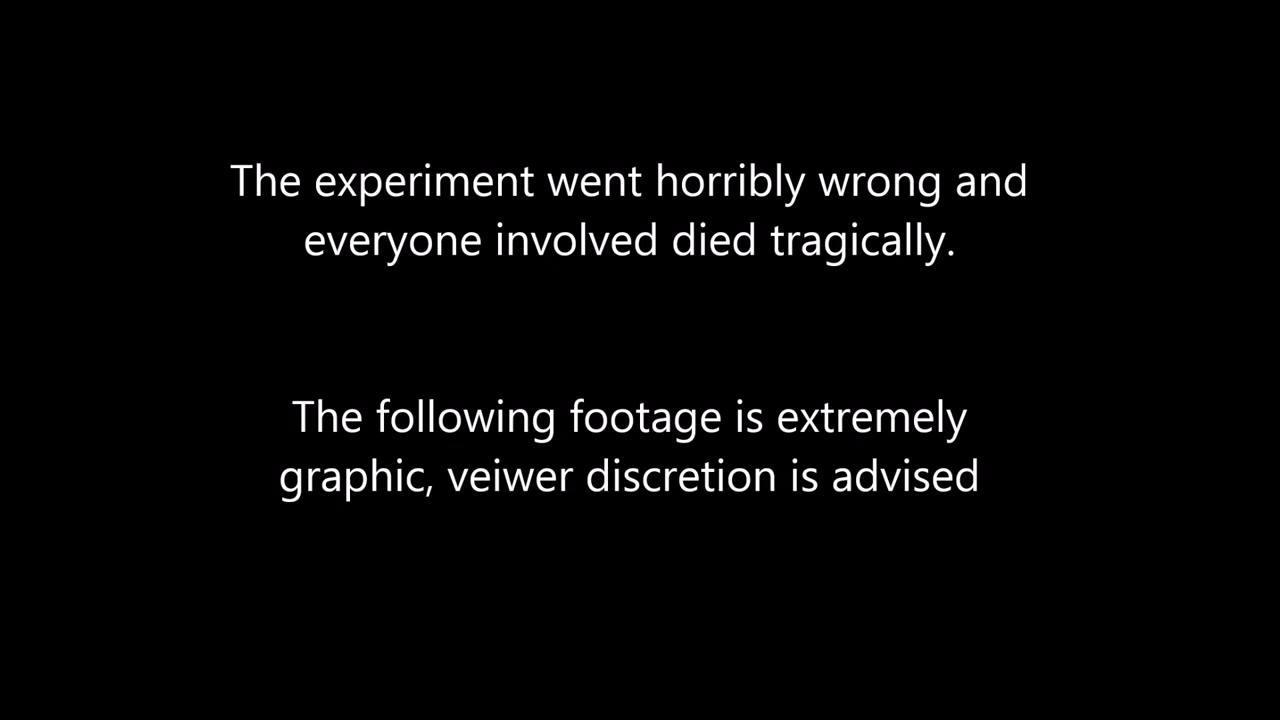 The experiment went horribly wrong and
everyone involved died tragically.
The following footage is extremely
graphic, veiwer discretion is advised